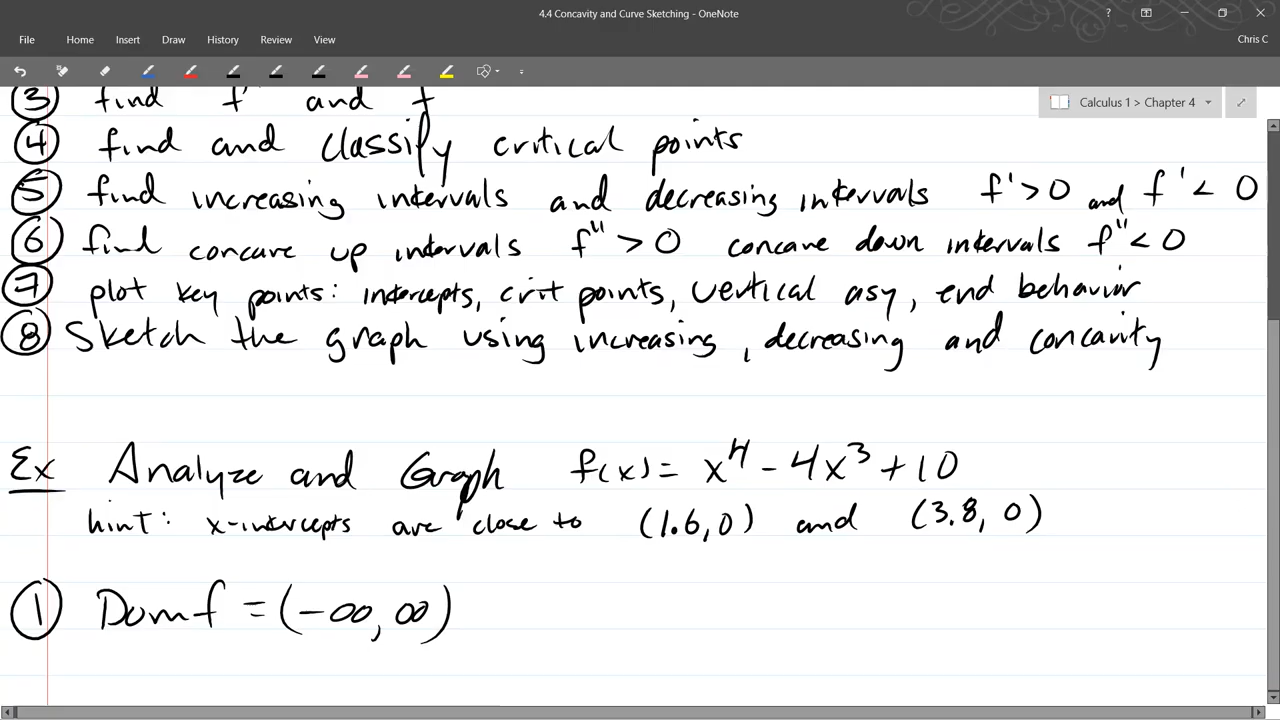 4.4 Concavity and Curve Sketching - OneNote
File Home Insert Draw History Review View
Chris C
Calculus 1 > Chapter 4
③ find f' and f
④ find and classify critical points
⑤ find increasing intervals and decreasing intervals f' > 0 and f' < 0
⑥ find concave up intervals f" > 0 concave down intervals f" < 0
⑦ plot key points: intercepts, crit points, vertical asy, end behavior
⑧ Sketch the graph using increasing, decreasing and concavity
Ex Analyze and Graph f(x) = x⁴ - 4x³ + 10
hint: x-intercepts are close to (1.6, 0) and (3.8, 0)
① Dom f = (-∞, ∞)